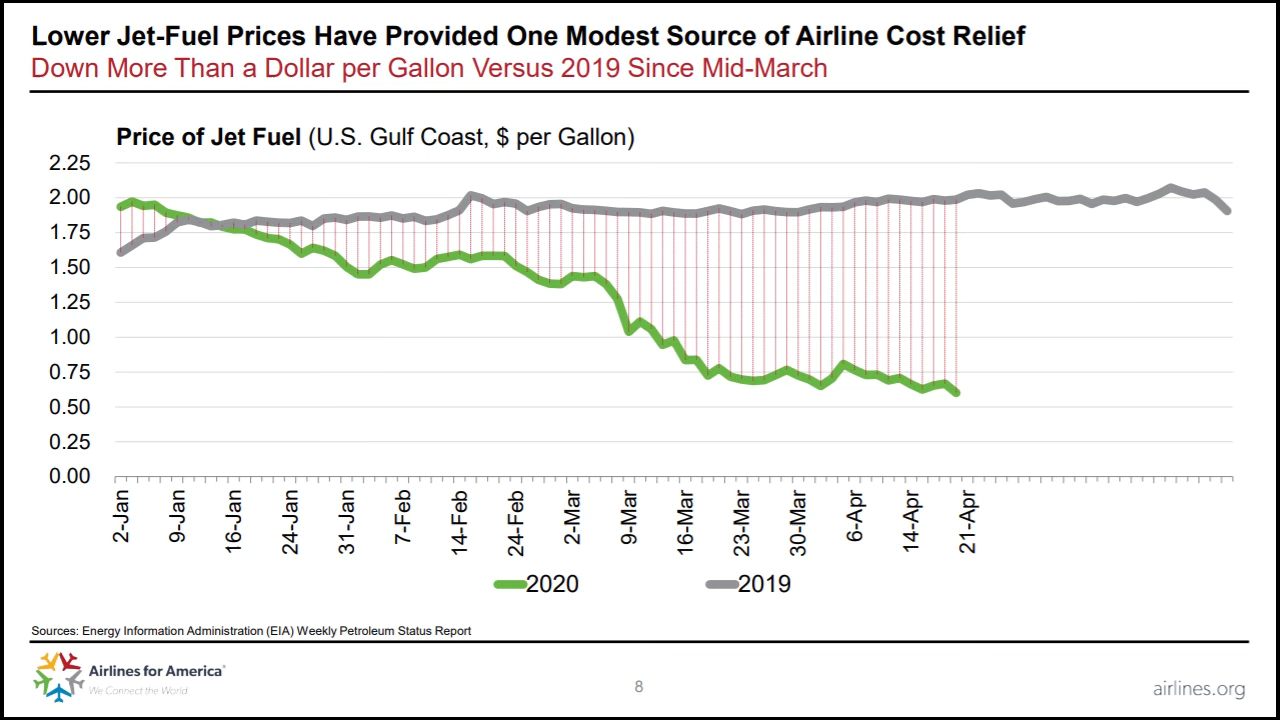 Lower Jet-Fuel Prices Have Provided One Modest Source of Airline Cost Relief
Down More Than a Dollar per Gallon Versus 2019 Since Mid-March
Price of Jet Fuel (U.S. Gulf Coast, $ per Gallon)
2.25
2.00
1.75
1.50
1.25
1.00
0.75
0.50
0.25
0.00
2-Jan
9-Jan
16-Jan
24-Jan
31-Jan
7-Feb
14-Feb
24-Feb
2-Mar
9-Mar
16-Mar
23-Mar
30-Mar
6-Apr
14-Apr
21-Apr
2020 2019
Sources: Energy Information Administration (EIA) Weekly Petroleum Status Report
Airlines for America®
We Connect the World
8
airlines.org